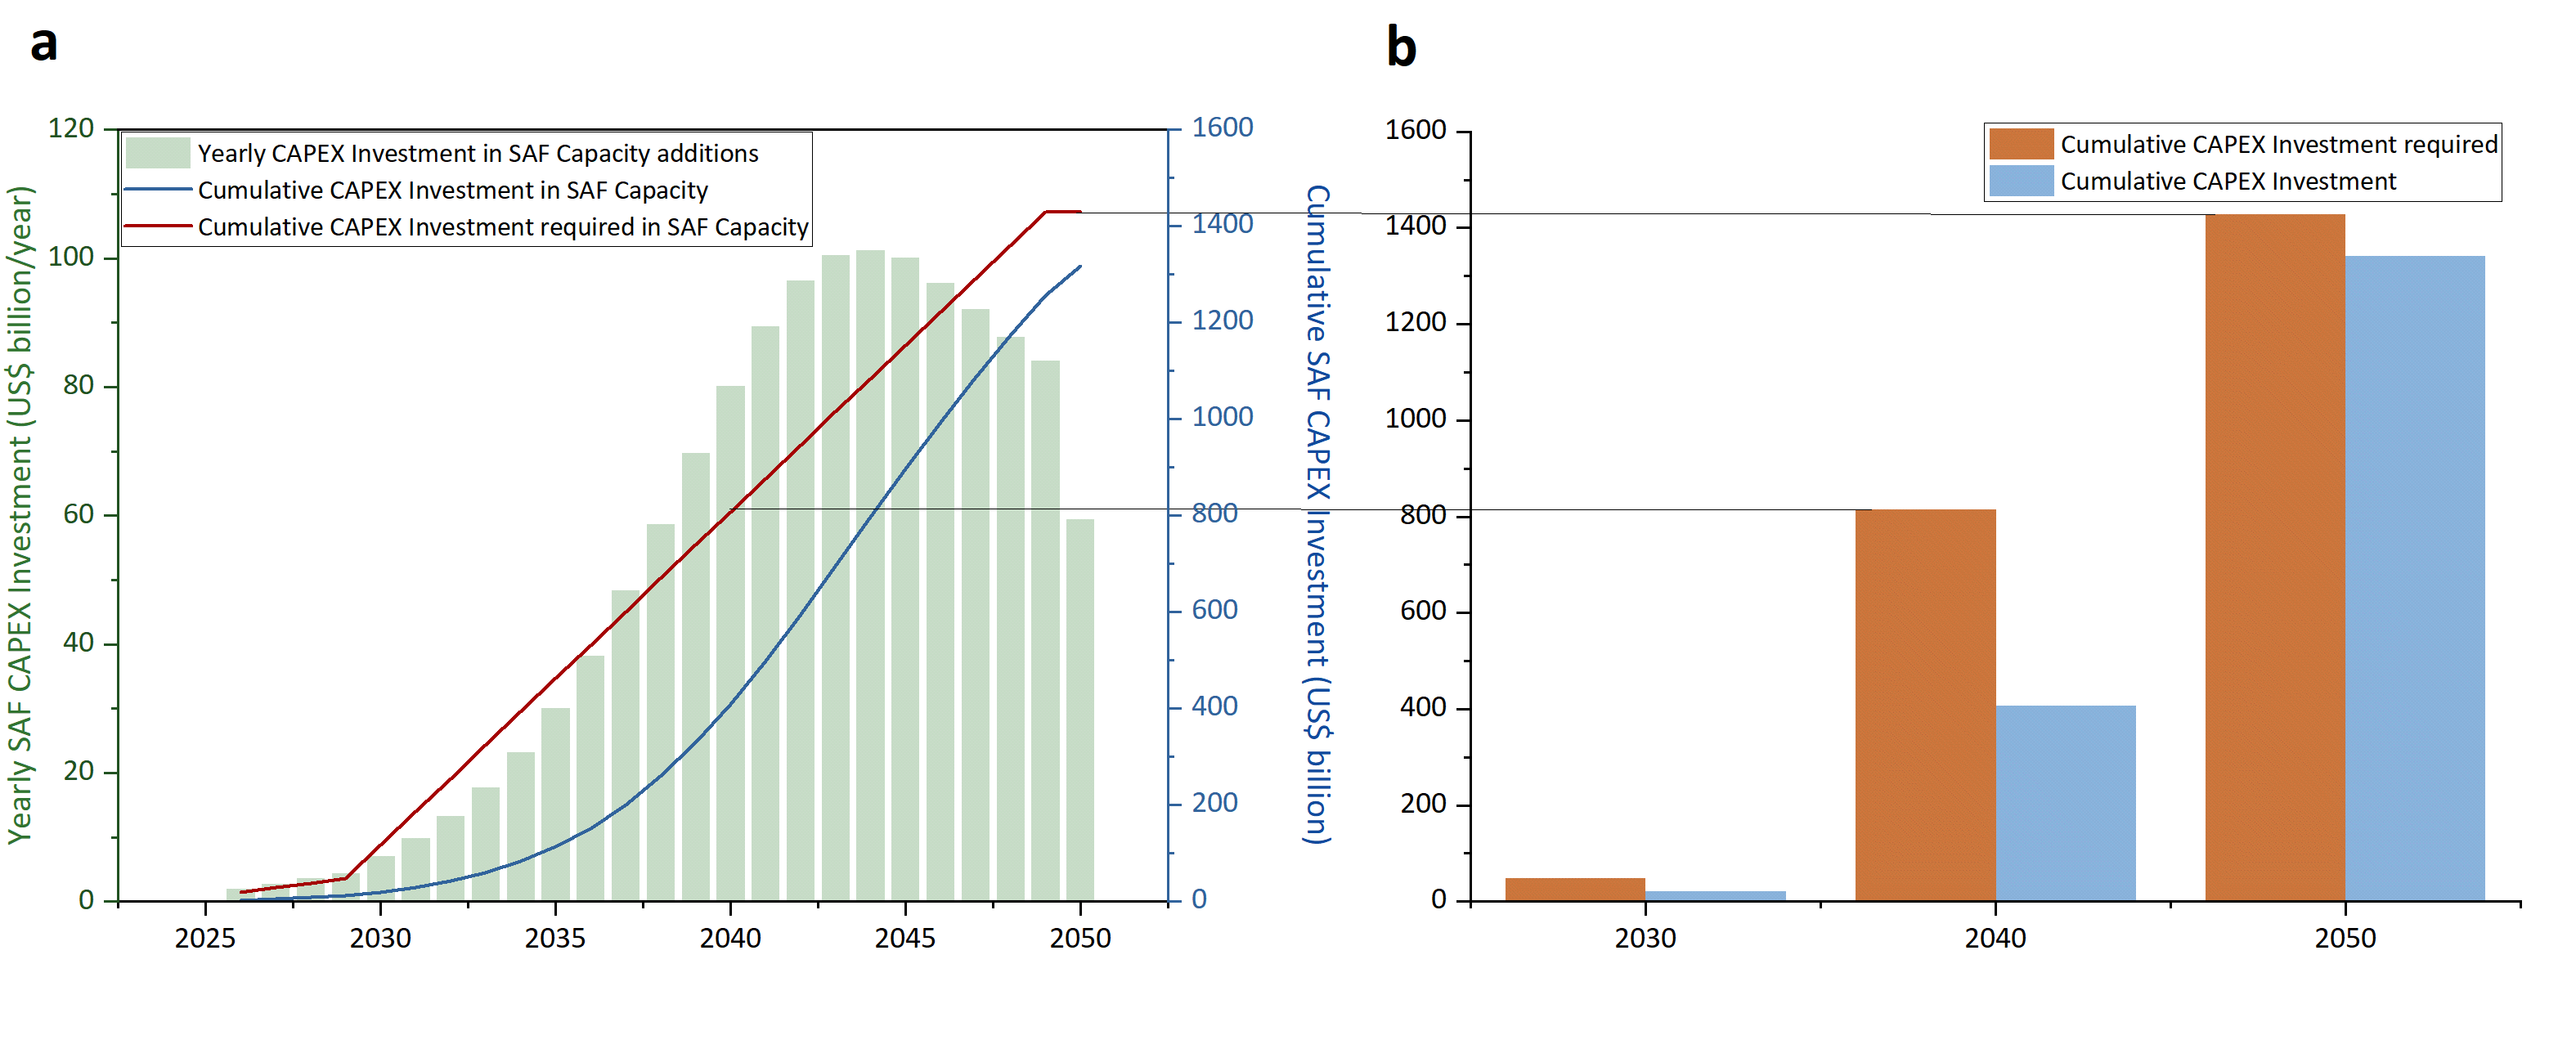 a
Yearly SAF CAPEX Investment (US$ billion/year)
120
100
80
60
40
20
0
Yearly CAPEX Investment in SAF Capacity additions
Cumulative CAPEX Investment in SAF Capacity
Cumulative CAPEX Investment required in SAF Capacity
2025 2030 2035 2040 2045 2050
1600
1400
1200
1000
800
600
400
200
0
Cumulative SAF CAPEX Investment (US$ billion)
b
1600
1400
1200
1000
800
600
400
200
0
Cumulative CAPEX Investment required
Cumulative CAPEX Investment
2030 2040 2050